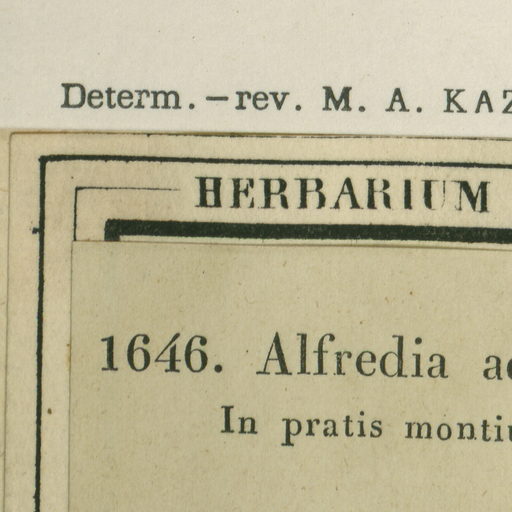 Determ.—rev. M. A. KAZ
HERBARIUM
1646. Alfredia
In pratis